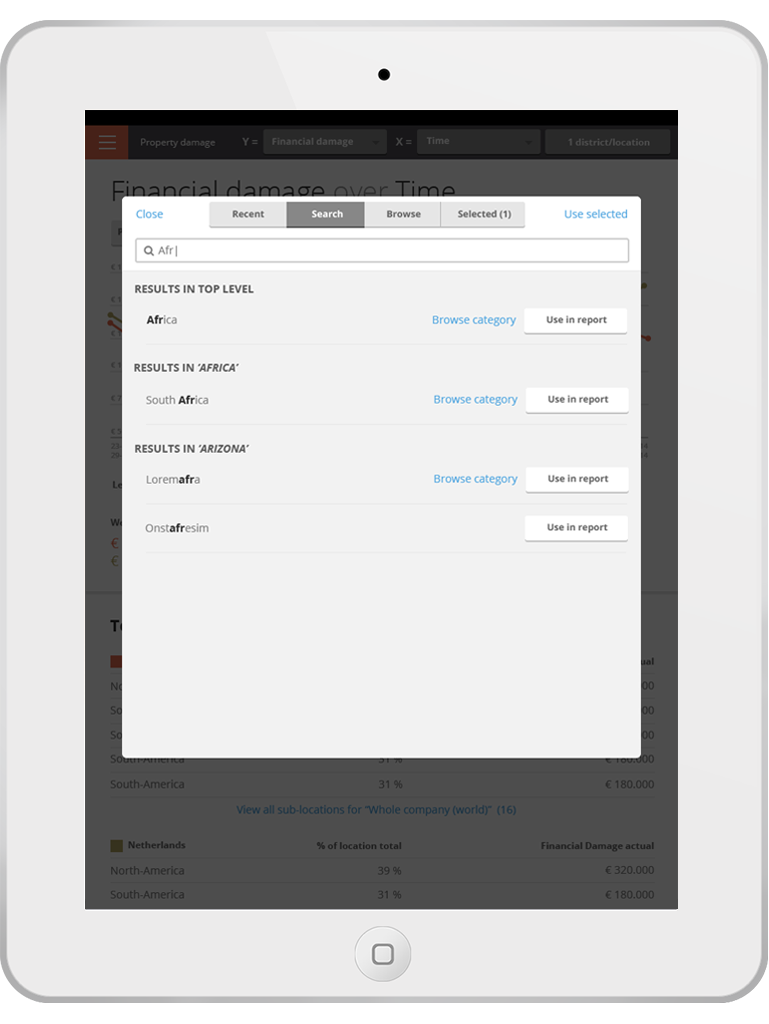 Property damage Y = Financial damage X = Time 1 district/location
Financial damage over Time
Close Recent Search Browse Selected (1) Use selected
Afr
RESULTS IN TOP LEVEL
Africa Browse category Use in report
RESULTS IN ‘AFRICA’
South Africa Browse category Use in report
RESULTS IN ‘ARIZONA’
Loremafra Browse category Use in report
Onstafresim Use in report
South-America 31 % € 180.000
South-America 31 % € 180.000
View all sub-locations for “Whole company (world)” (16)
Netherlands % of location total Financial Damage actual
North-America 39 % € 320.000
South-America 31 % € 180.000